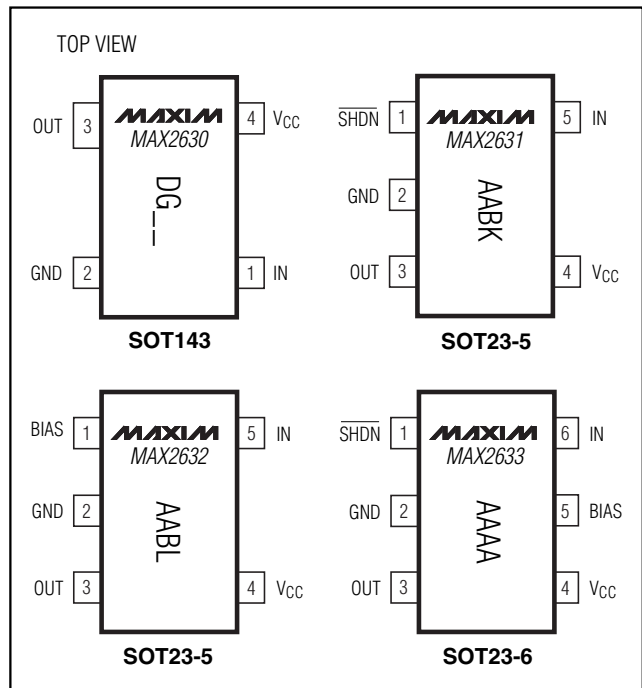 TOP VIEW
OUT 3 MAXIM 4 VCC
MAX2630
DG_ _
GND 2 1 IN
SOT143
SHDN 1 MAXIM 5 IN
MAX2631
GND 2 AABK
OUT 3 4 VCC
SOT23-5
BIAS 1 MAXIM 5 IN
MAX2632
GND 2 AABL
OUT 3 4 VCC
SOT23-5
SHDN 1 MAXIM 6 IN
MAX2633
GND 2 AAAA 5 BIAS
OUT 3 4 VCC
SOT23-6